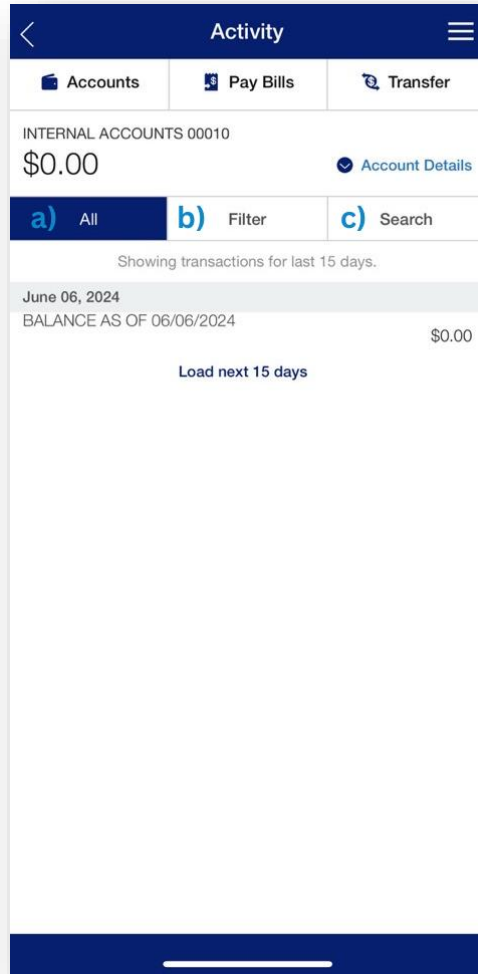 Activity
Accounts
Pay Bills
Transfer
INTERNAL ACCOUNTS 00010
$0.00
Account Details
a) All
b) Filter
c) Search
Showing transactions for last 15 days.
June 06, 2024
BALANCE AS OF 06/06/2024
$0.00
Load next 15 days